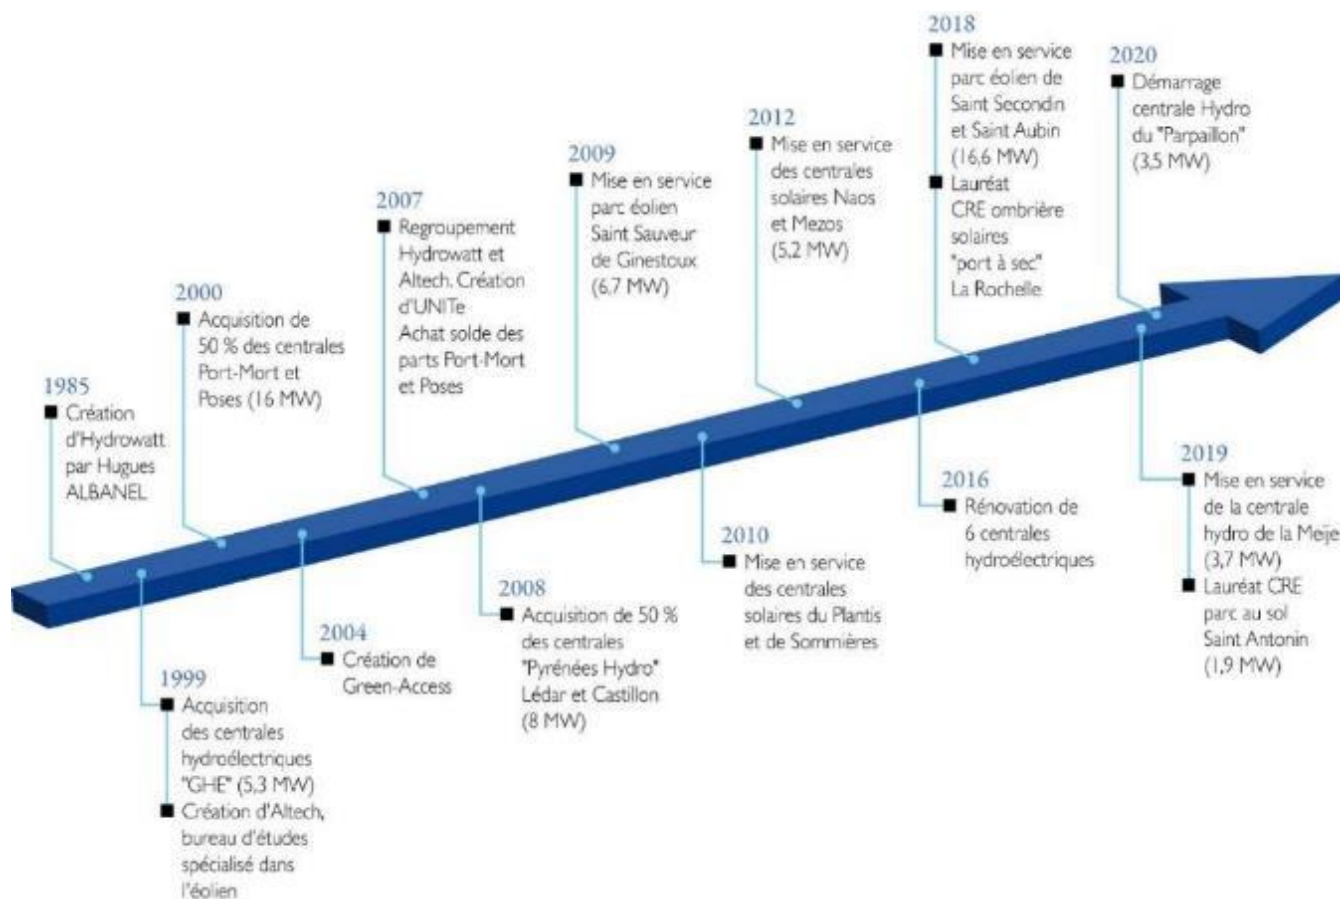 1985
Création
d'Hydrowatt
par Hugues
ALBANEL
1999
Acquisition
des centrales
hydroélectriques
"GHE" (5,3 MW)
Création d'Altech,
bureau d'études
spécialisé dans
l'éolien
2000
Acquisition de
50 % des centrales
Port-Mort et
Poses (16 MW)
2004
Création de
Green-Access
2007
Regroupement
Hydrowatt et
Altech. Création
d'UNITe
Achat solde des
parts Port-Mort
et Poses
2008
Acquisition de 50 %
des centrales
"Pyrénées Hydro"
Lédar et Castillon
(8 MW)
2009
Mise en service
parc éolien
Saint Sauveur
de Ginestoux
(6,7 MW)
2010
Mise en service
des centrales
solaires du Plantis
et de Sommières
2012
Mise en service
des centrales
solaires Naos
et Mezos
(5,2 MW)
2016
Rénovation de
6 centrales
hydroélectriques
2018
Mise en service
parc éolien de
Saint Secondin
et Saint Aubin
(16,6 MW)
Lauréat
CRE ombrière
solaires
"port à sec"
La Rochelle
2019
Mise en service
de la centrale
hydro de la Meije
(3,7 MW)
Lauréat CRE
parc au sol
Saint Antonin
(1,9 MW)
2020
Démarrage
centrale Hydro
du "Parpaillon"
(3,5 MW)